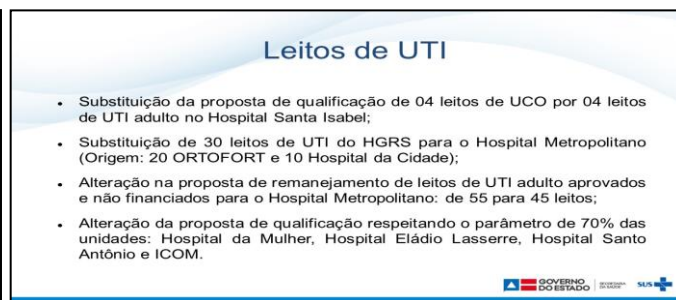 Leitos de UTI
• Substituição da proposta de qualificação de 04 leitos de UCO por 04 leitos
de UTI adulto no Hospital Santa Isabel;
• Substituição de 30 leitos de UTI do HGRS para o Hospital Metropolitano
(Origem: 20 ORTOFORT e 10 Hospital da Cidade);
• Alteração na proposta de remanejamento de leitos de UTI adulto aprovados
e não financiados para o Hospital Metropolitano: de 55 para 45 leitos;
• Alteração da proposta de qualificação respeitando o parâmetro de 70% das
unidades: Hospital da Mulher, Hospital Eládio Lasserre, Hospital Santo
Antônio e ICOM.
GOVERNO
DO ESTADO
SECRETARIA
DA SAÚDE
SUS